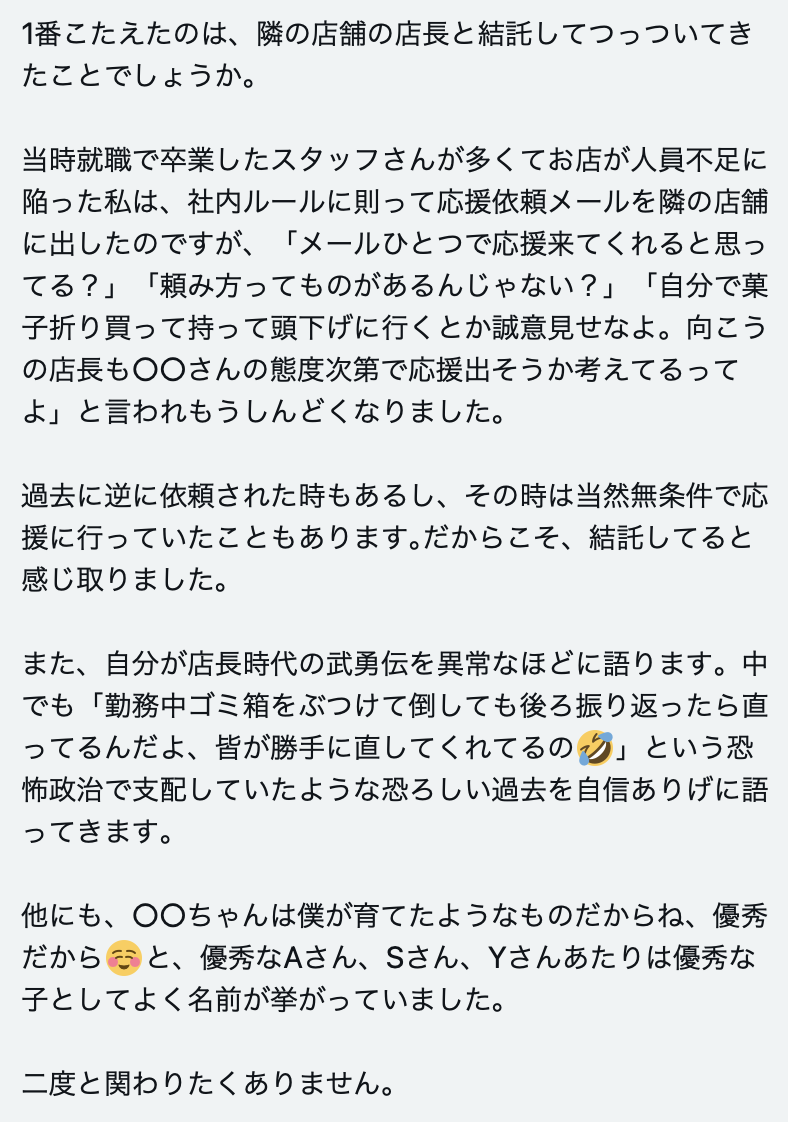 1番こたえたのは、隣の店舗の店長と結託してつっついてき
たことでしょうか。
当時就職で卒業したスタッフさんが多くてお店が人員不足に
陥った私は、社内ルールに則って応援依頼メールを隣の店舗
に出したのですが、「メールひとつで応援来てくれると思っ
てる？」「頼み方ってものがあるんじゃない？」「自分で菓
子折り買って持って頭下げに行くとか誠意見せなよ。向こう
の店長も〇〇さんの態度次第で応援出そうか考えてるって
よ」と言われもうしんどくなりました。
過去に逆に依頼された時もあるし、その時は当然無条件で応
援に行っていたこともあります｡だからこそ、結託してると
感じ取りました。
また、自分が店長時代の武勇伝を異常なほどに語ります。中
でも「勤務中ゴミ箱をぶつけて倒しても後ろ振り返ったら直
ってるんだよ、皆が勝手に直してくれてるの🤣」という恐
怖政治で支配していたような恐ろしい過去を自信ありげに語
ってきます。
他にも、〇〇ちゃんは僕が育てたようなものだからね、優秀
だから☺️と、優秀なAさん、Sさん、Yさんあたりは優秀な
子としてよく名前が挙がっていました。
二度と関わりたくありません。